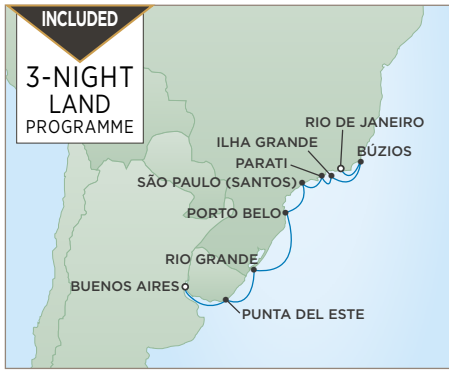 INCLUDED
3-NIGHT
LAND
PROGRAMME
RIO DE JANEIRO
ILHA GRANDE
BÚZIOS
PARATI
SÃO PAULO (SANTOS)
PORTO BELO
RIO GRANDE
BUENOS AIRES
PUNTA DEL ESTE